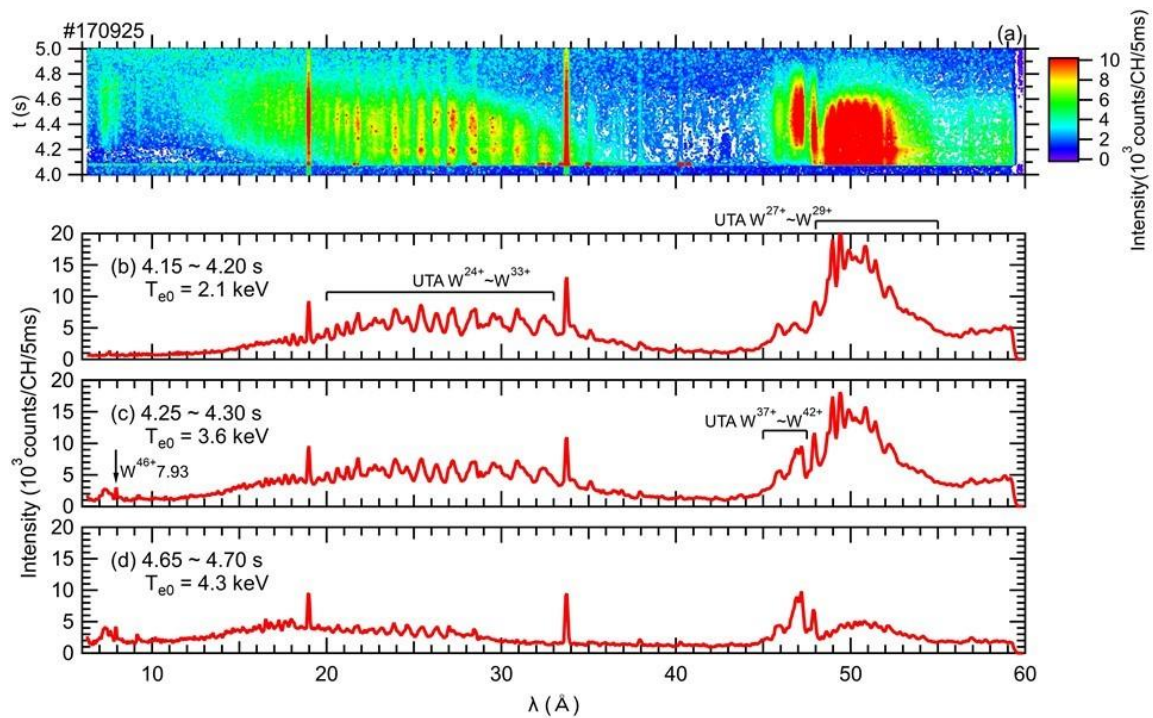 #170925
(a)
5.0
4.8
4.6
4.4
4.2
4.0
t (s)
10
8
6
4
2
0
Intensity(10³ counts/CH/5ms)
UTA W²⁷⁺~W²⁹⁺
20
15
10
5
0
(b) 4.15 ~ 4.20 s
Tₑ₀ = 2.1 keV
UTA W²⁴⁺~W³³⁺
20
15
10
5
0
(c) 4.25 ~ 4.30 s
Tₑ₀ = 3.6 keV
W⁴⁶⁺7.93
UTA W³⁷⁺~W⁴²⁺
Intensity (10³ counts/CH/5ms)
20
15
10
5
0
(d) 4.65 ~ 4.70 s
Tₑ₀ = 4.3 keV
10 20 30 40 50 60
λ ( Å )